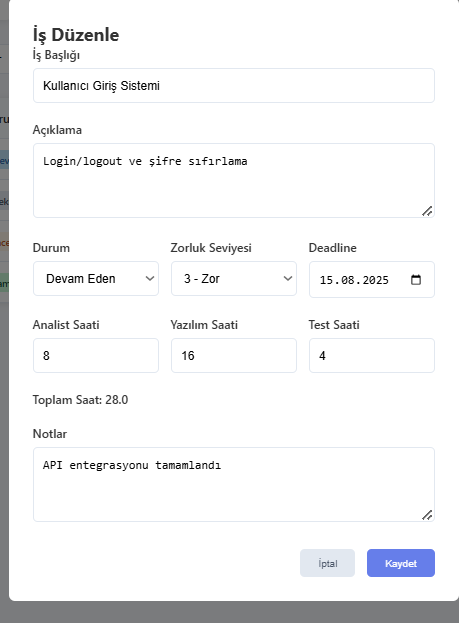 İş Düzenle
İş Başlığı
Kullanıcı Giriş Sistemi
Açıklama
Login/logout ve şifre sıfırlama
Durum Zorluk Seviyesi Deadline
Devam Eden 3 - Zor 15.08.2025
Analist Saati Yazılım Saati Test Saati
8 16 4
Toplam Saat: 28.0
Notlar
API entegrasyonu tamamlandı
İptal Kaydet